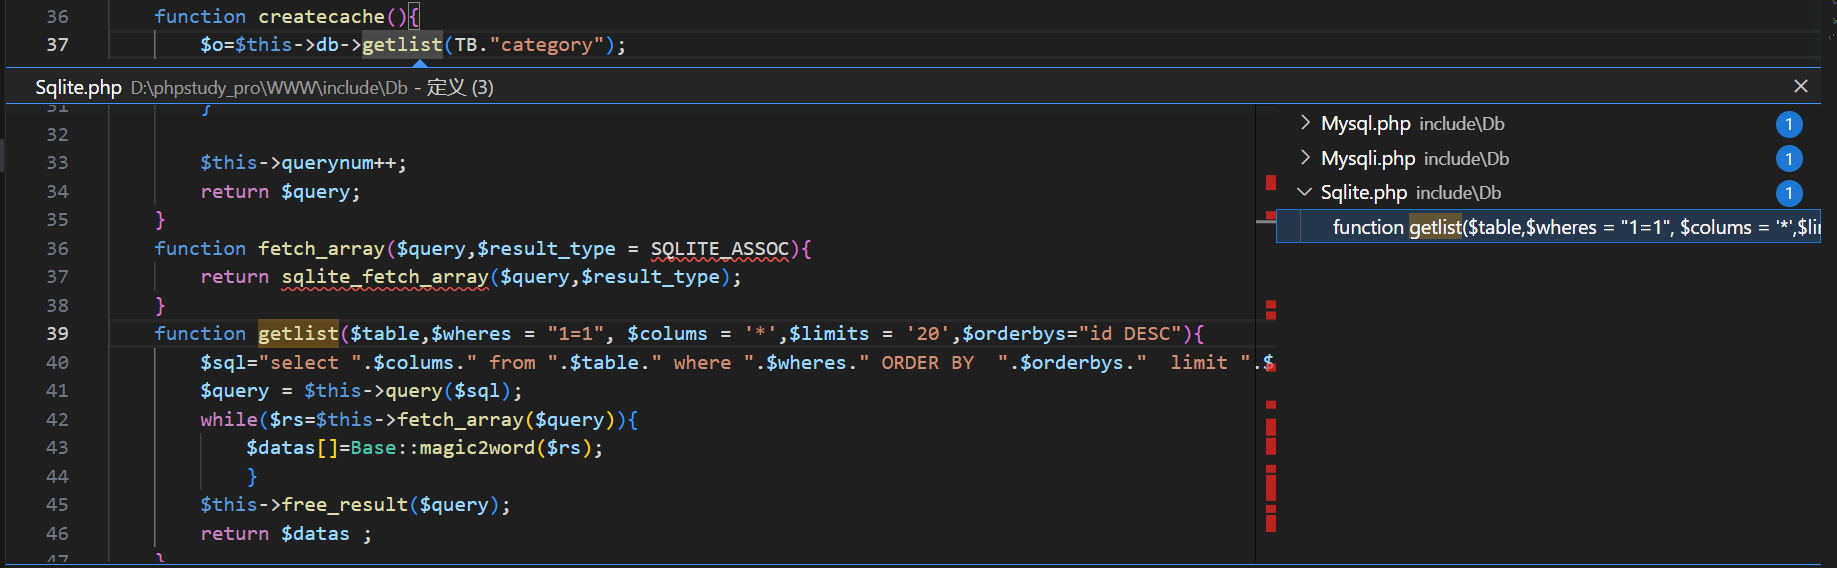 36 function createcache(){
37 $o=$this->db->getlist(TB."category");
Sqlite.php D:\phpstudy_pro\WWW\include\Db - 定义 (3)
31 }
32
33 $this->querynum++;
34 return $query;
35 }
36 function fetch_array($query,$result_type = SQLITE_ASSOC){
37 return sqlite_fetch_array($query,$result_type);
38 }
39 function getlist($table,$wheres = "1=1", $colums = '*',$limits = '20',$orderbys="id DESC"){
40 $sql="select ".$colums." from ".$table." where ".$wheres." ORDER BY  ".$orderbys."  limit ".$
41 $query = $this->query($sql);
42 while($rs=$this->fetch_array($query)){
43 $datas[]=Base::magic2word($rs);
44 }
45 $this->free_result($query);
46 return $datas ;
47 }
Mysql.php include\Db 1
Mysqli.php include\Db 1
Sqlite.php include\Db 1
function getlist($table,$wheres = "1=1", $colums = '*',$li